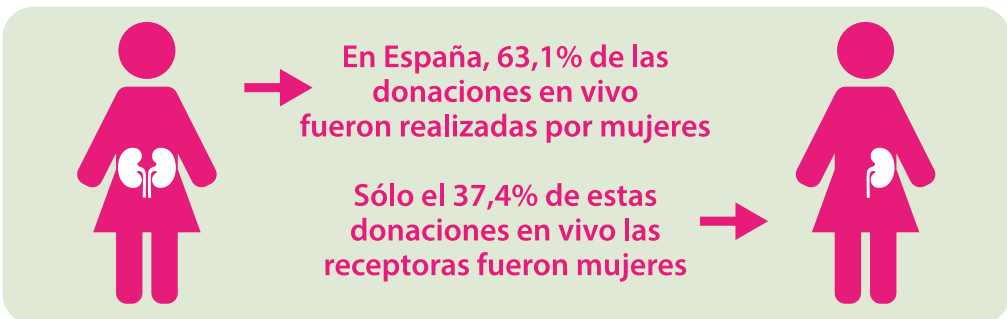 En España, 63,1% de las
donaciones en vivo
fueron realizadas por mujeres
Sólo el 37,4% de estas
donaciones en vivo las
receptoras fueron mujeres